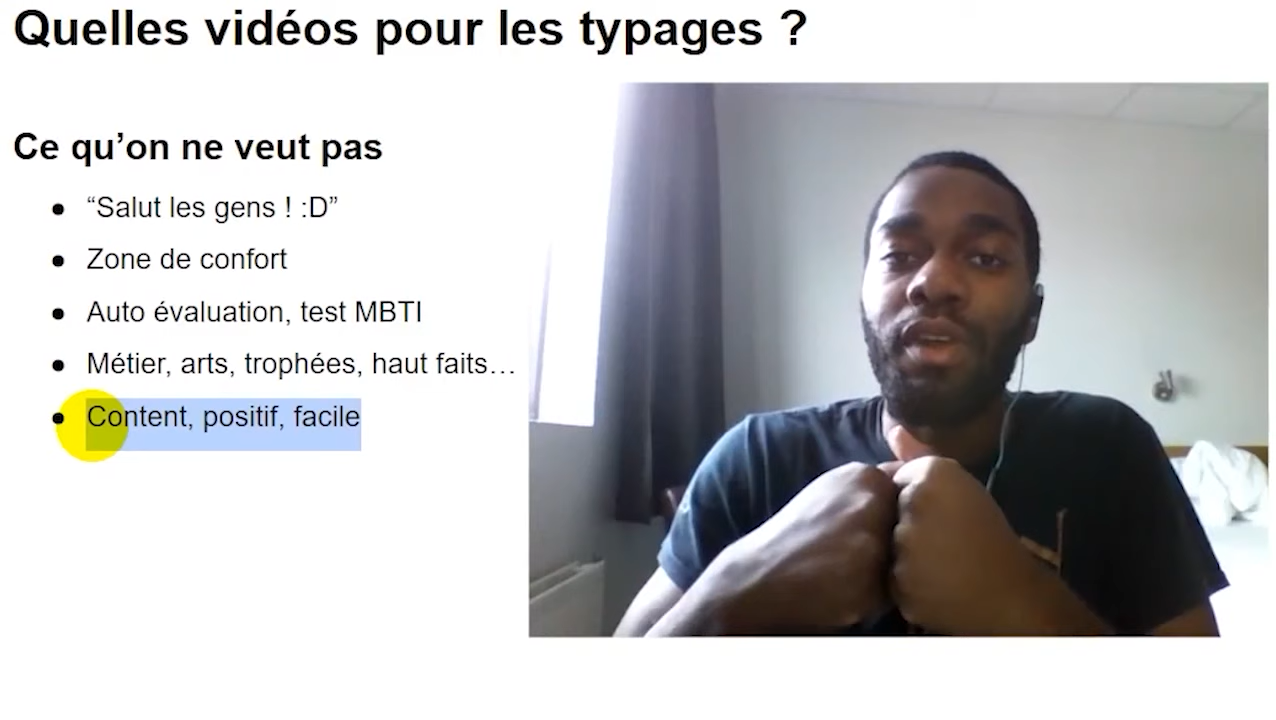 Quelles vidéos pour les typages ?
Ce qu’on ne veut pas
“Salut les gens ! :D”
Zone de confort
Auto évaluation, test MBTI
Métier, arts, trophées, haut faits…
Content, positif, facile